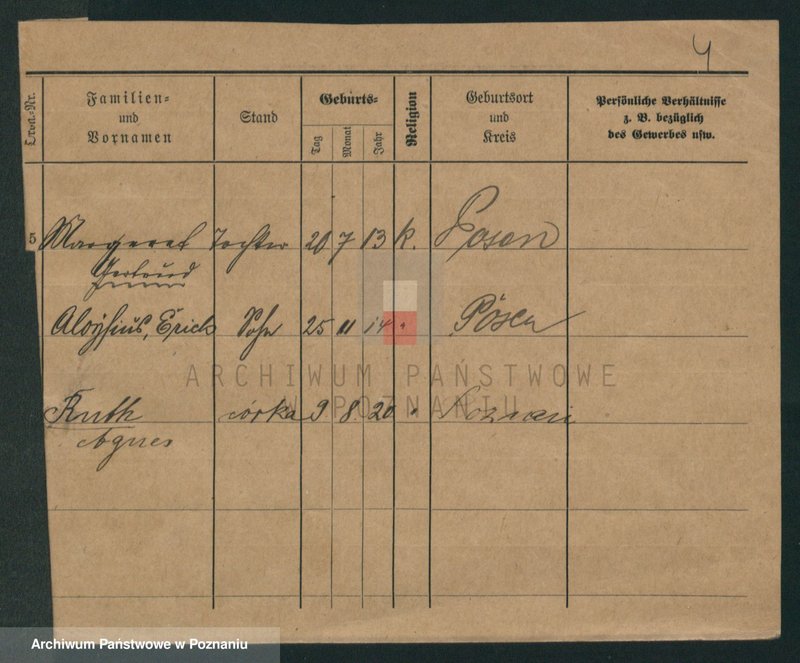 4
Ordn.-Nr. Familien- und Vornamen Stand Geburts- Tag Monat Jahr Religion Geburtsort und Kreis Persönliche Verhältnisse z. B. bezüglich des Gewerbes usw.
5 Margaret Tochter 20 7 13 k. Posen
Gertrud
Aloysius, Erich Sohn 25 11 14 " Posen
ARCHIWUM PAŃSTWOWE
W POZNANIU
Ruth córka 9 8. 20 " Poznań
Agnes
Archiwum Państwowe w Poznaniu